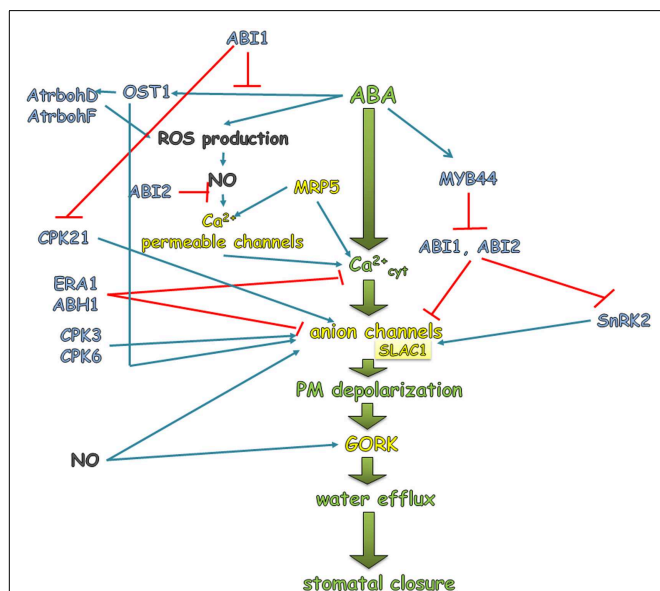 ABI1
AtrbohD
OST1
ABA
AtrbohF
ROS production
MYB44
NO
MRP5
ABI2
Ca2+
permeable channels
CPK21
ABI1, ABI2
Ca2+cyt
ERA1
ABH1
SnRK2
anion channels
CPK3
CPK6
SLAC1
PM depolarization
GORK
NO
water efflux
stomatal closure